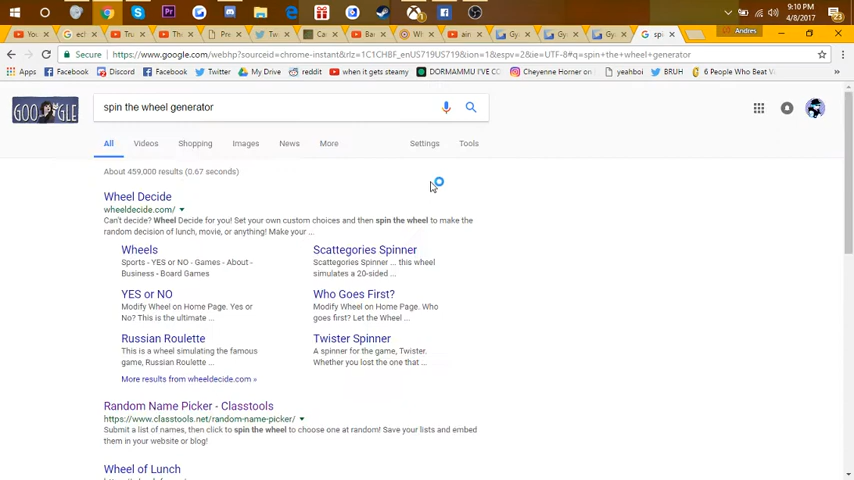 9:10 PM
4/8/2017
23
Andres
Secure
https://www.google.com/webhp?sourceid=chrome-instant&rlz=1C1CHBF_enUS719US719&ion=1&espv=2&ie=UTF-8#q=spin+the+wheel+generator
Apps Facebook Discord Twitter My Drive reddit when it gets steamy DORMAMMU I'VE C Cheyenne Horner on yeahboi BRUH 6 People Who Beat V
GOOGLE
spin the wheel generator
All Videos Shopping Images News More Settings Tools
About 459,000 results (0.67 seconds)
Wheel Decide
wheeldecide.com/
Can't decide? Wheel Decide for you! Set your own custom choices and then spin the wheel to make the
random decision of lunch, movie, or anything! Make your ...
Wheels
Sports - YES or NO - Games - About -
Business - Board Games
Scattegories Spinner
Scattegories Spinner ... this wheel
simulates a 20-sided ...
YES or NO
Modify Wheel on Home Page. Yes or
No? This is the ultimate ...
Who Goes First?
Modify Wheel on Home Page. Who
goes first? Let the Wheel ...
Russian Roulette
This is a wheel simulating the famous
game, Russian Roulette ...
Twister Spinner
A spinner for the game, Twister.
Whether you lost the one that ...
More results from wheeldecide.com »
Random Name Picker - Classtools
https://www.classtools.net/random-name-picker/
Submit a list of names, then click to spin the wheel to choose one at random! Save your lists and embed
them in your website or blog!
Wheel of Lunch